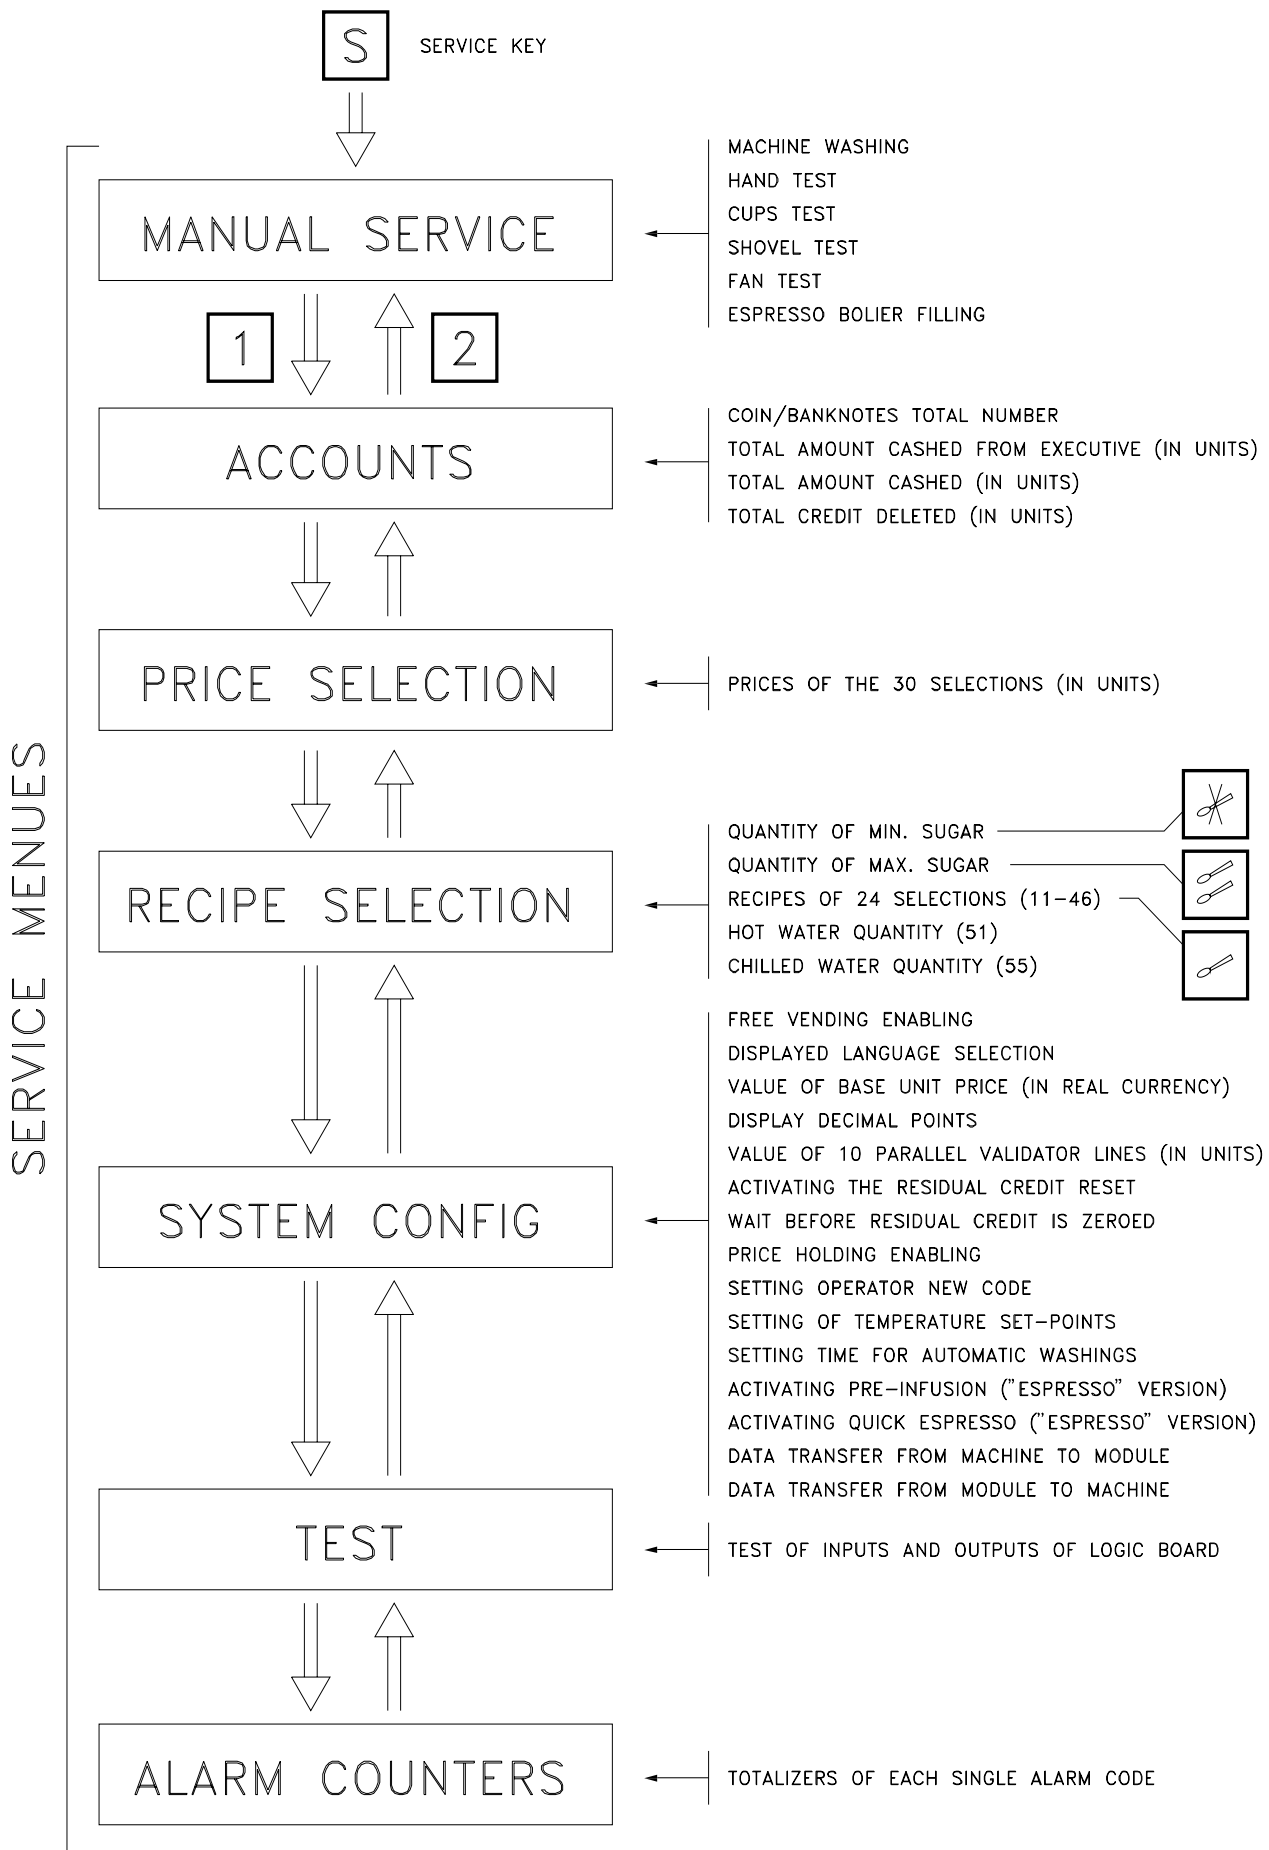 S
SERVICE KEY
SERVICE MENUES
MANUAL SERVICE
MACHINE WASHING
HAND TEST
CUPS TEST
SHOVEL TEST
FAN TEST
ESPRESSO BOLIER FILLING
1
2
ACCOUNTS
COIN/BANKNOTES TOTAL NUMBER
TOTAL AMOUNT CASHED FROM EXECUTIVE (IN UNITS)
TOTAL AMOUNT CASHED (IN UNITS)
TOTAL CREDIT DELETED (IN UNITS)
PRICE SELECTION
PRICES OF THE 30 SELECTIONS (IN UNITS)
RECIPE SELECTION
QUANTITY OF MIN. SUGAR
QUANTITY OF MAX. SUGAR
RECIPES OF 24 SELECTIONS (11-46)
HOT WATER QUANTITY (51)
CHILLED WATER QUANTITY (55)
SYSTEM CONFIG
FREE VENDING ENABLING
DISPLAYED LANGUAGE SELECTION
VALUE OF BASE UNIT PRICE (IN REAL CURRENCY)
DISPLAY DECIMAL POINTS
VALUE OF 10 PARALLEL VALIDATOR LINES (IN UNITS)
ACTIVATING THE RESIDUAL CREDIT RESET
WAIT BEFORE RESIDUAL CREDIT IS ZEROED
PRICE HOLDING ENABLING
SETTING OPERATOR NEW CODE
SETTING OF TEMPERATURE SET-POINTS
SETTING TIME FOR AUTOMATIC WASHINGS
ACTIVATING PRE-INFUSION ("ESPRESSO" VERSION)
ACTIVATING QUICK ESPRESSO ("ESPRESSO" VERSION)
DATA TRANSFER FROM MACHINE TO MODULE
DATA TRANSFER FROM MODULE TO MACHINE
TEST
TEST OF INPUTS AND OUTPUTS OF LOGIC BOARD
ALARM COUNTERS
TOTALIZERS OF EACH SINGLE ALARM CODE